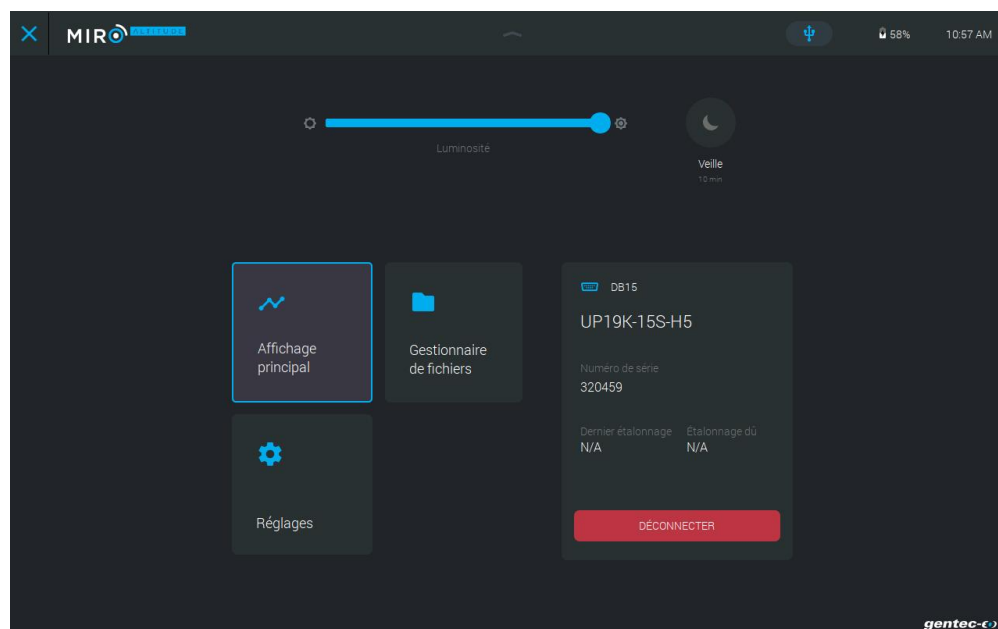 MIRO ALTITUDE
58%
10:57 AM
Luminosité
Veille
10 min
Affichage
principal
Gestionnaire
de fichiers
Réglages
DB15
UP19K-15S-H5
Numéro de série
320459
Dernier étalonnage Étalonnage dû
N/A N/A
DÉCONNECTER
gentec-eo